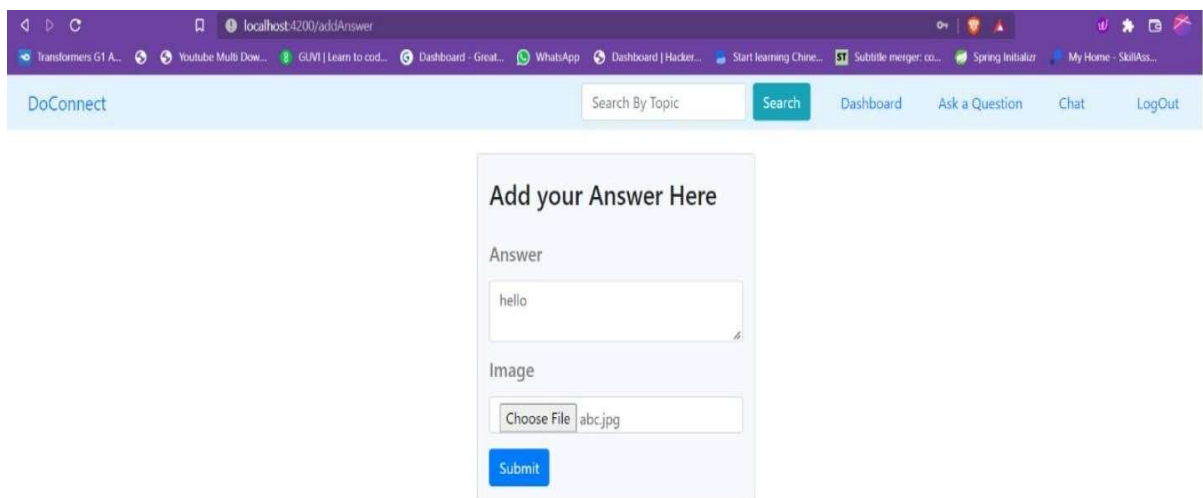 localhost:4200/addAnswer
Transformers G1 A... Youtube Multi Dow... GUVI | Learn to cod... Dashboard - Great... WhatsApp Dashboard | Hacker... Start learning Chine... ST Subtitle merger: co... Spring Initializr My Home - SkillAss...
DoConnect Search By Topic Search Dashboard Ask a Question Chat LogOut
Add your Answer Here
Answer
hello
Image
Choose File abc.jpg
Submit